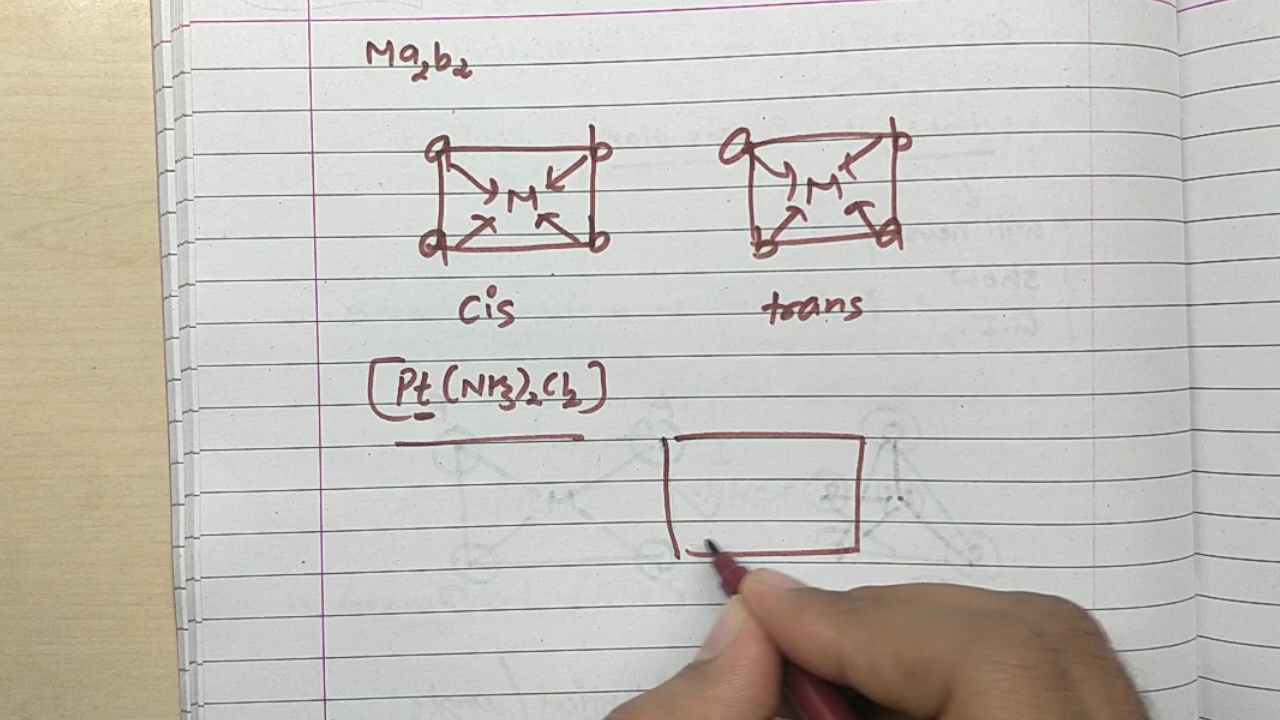 Ma₂b₂
a b a b
M M
a b b a
cis trans
[Pt(NH₃)₂Cl₂]